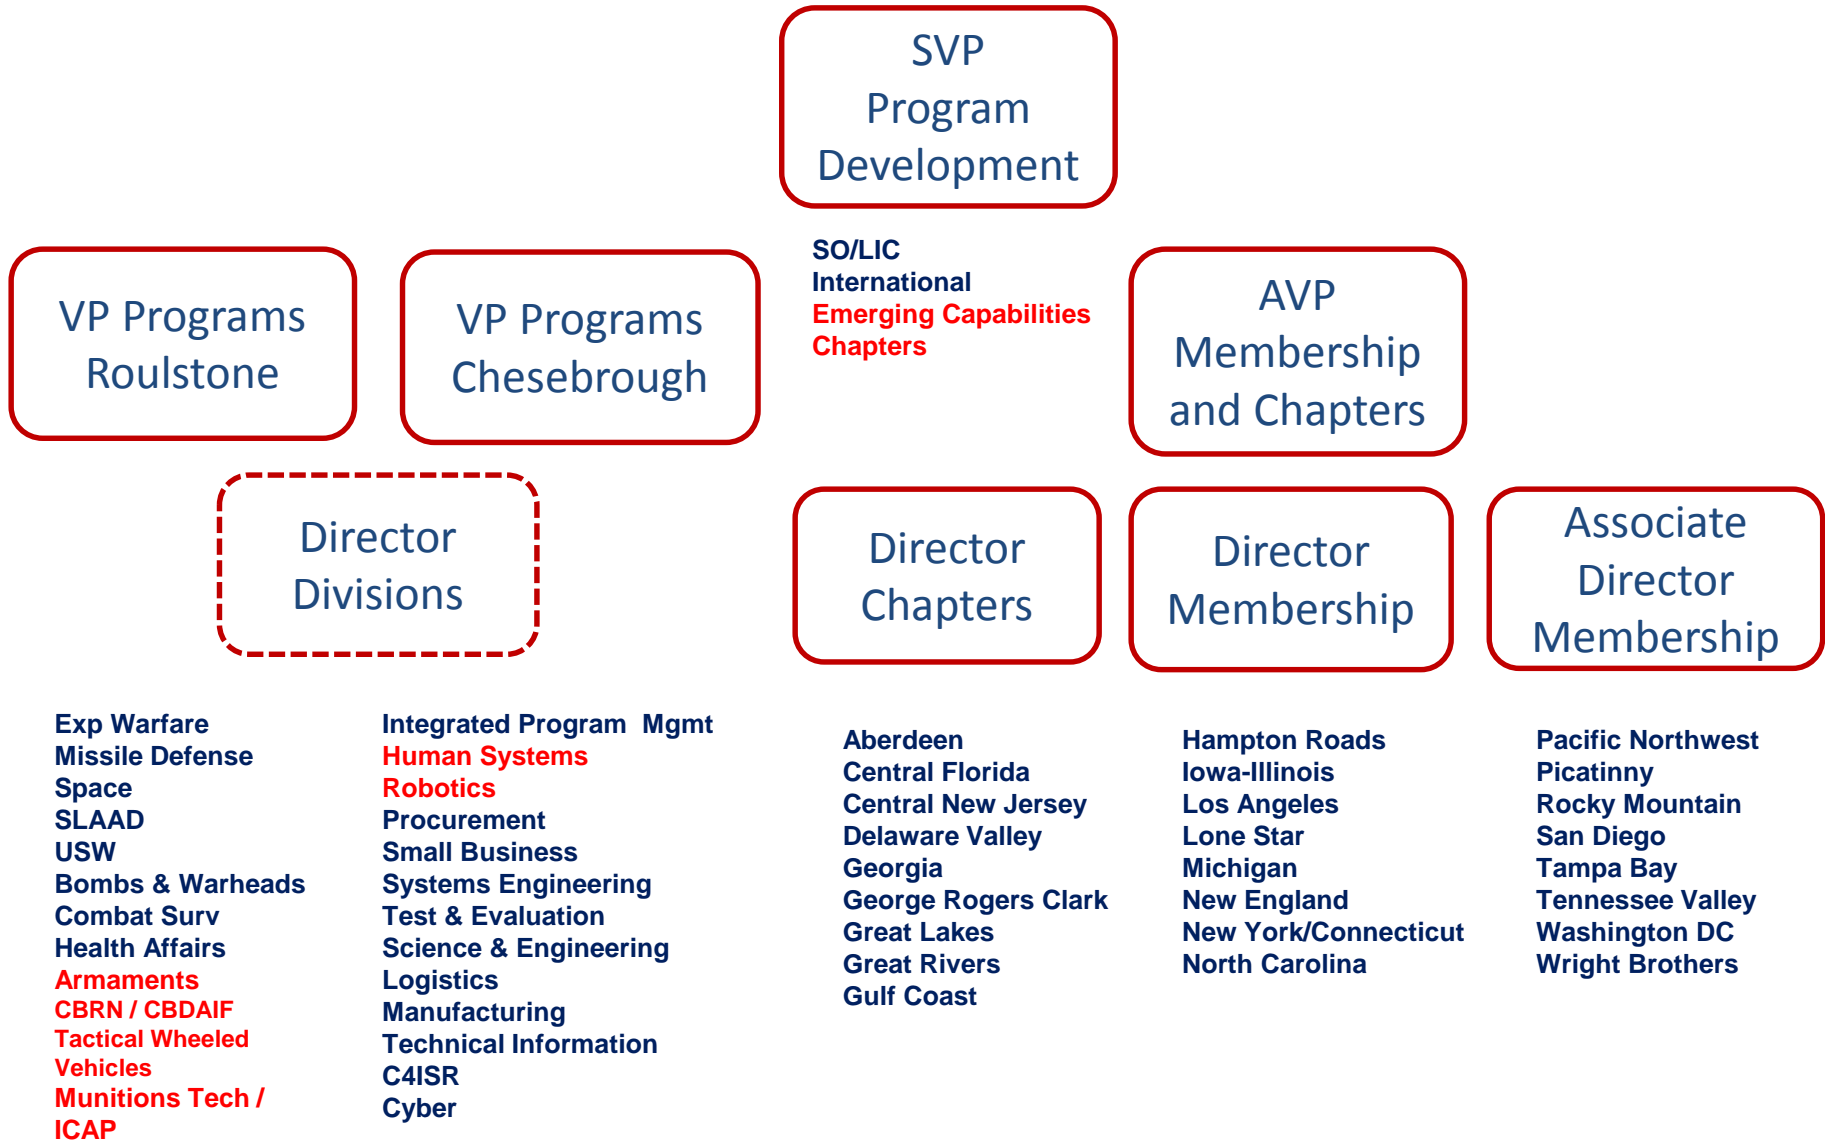 SVP
Program
Development
SO/LIC
International
Emerging Capabilities
Chapters
VP Programs
Roulstone
VP Programs
Chesebrough
AVP
Membership
and Chapters
Director
Divisions
Director
Chapters
Director
Membership
Associate
Director
Membership
Exp Warfare
Missile Defense
Space
SLAAD
USW
Bombs & Warheads
Combat Surv
Health Affairs
Armaments
CBRN / CBDAIF
Tactical Wheeled
Vehicles
Munitions Tech /
ICAP
Integrated Program Mgmt
Human Systems
Robotics
Procurement
Small Business
Systems Engineering
Test & Evaluation
Science & Engineering
Logistics
Manufacturing
Technical Information
C4ISR
Cyber
Aberdeen
Central Florida
Central New Jersey
Delaware Valley
Georgia
George Rogers Clark
Great Lakes
Great Rivers
Gulf Coast
Hampton Roads
Iowa-Illinois
Los Angeles
Lone Star
Michigan
New England
New York/Connecticut
North Carolina
Pacific Northwest
Picatinny
Rocky Mountain
San Diego
Tampa Bay
Tennessee Valley
Washington DC
Wright Brothers